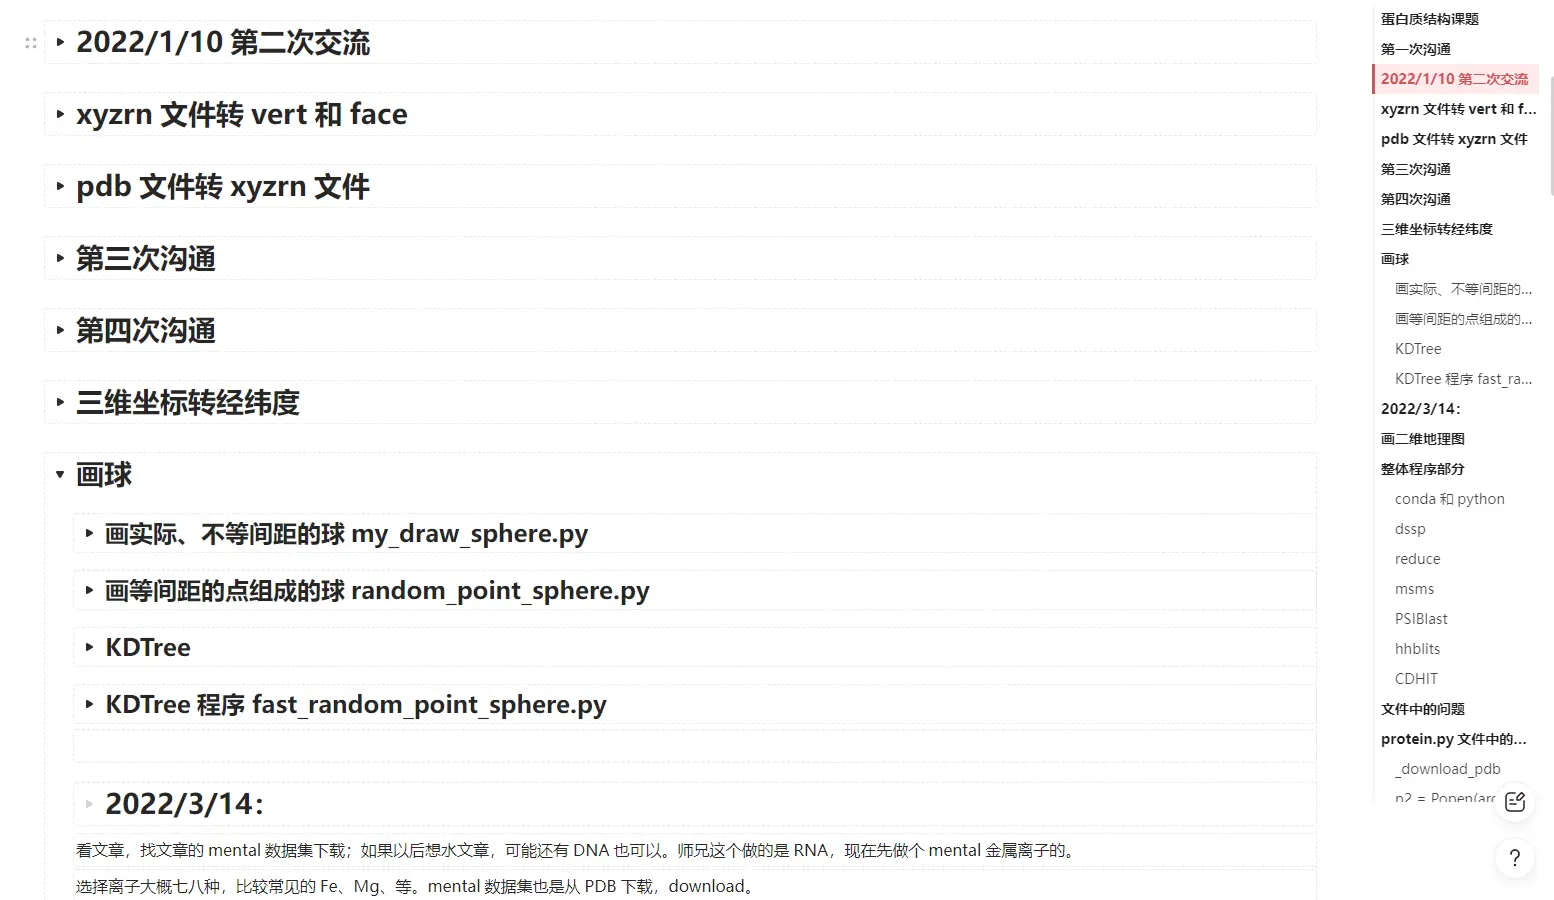 2022/1/10 第二次交流
xyzrn 文件转 vert 和 face
pdb 文件转 xyzrn 文件
第三次沟通
第四次沟通
三维坐标转经纬度
画球
画实际、不等间距的球 my_draw_sphere.py
画等间距的点组成的球 random_point_sphere.py
KDTree
KDTree 程序 fast_random_point_sphere.py
2022/3/14：
看文章，找文章的 mental 数据集下载；如果以后想水文章，可能还有 DNA 也可以。师兄这个做的是 RNA，现在先做个 mental 金属离子的。
选择离子大概七八种，比较常见的 Fe、Mg、等。mental 数据集也是从 PDB 下载，download。
蛋白质结构课题
第一次沟通
2022/1/10 第二次交流
xyzrn 文件转 vert 和 f...
pdb 文件转 xyzrn 文件
第三次沟通
第四次沟通
三维坐标转经纬度
画球
画实际、不等间距的...
画等间距的点组成的...
KDTree
KDTree 程序 fast_ra...
2022/3/14：
画二维地理图
整体程序部分
conda 和 python
dssp
reduce
msms
PSIBlast
hhblits
CDHIT
文件中的问题
protein.py 文件中的...
_download_pdb
p2 = Popen(arg
?